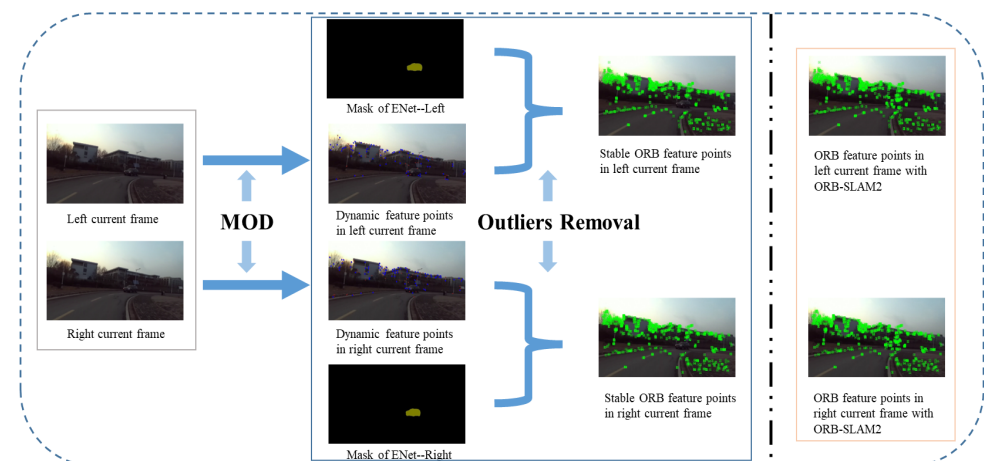 Mask of ENet--Left
Left current frame
MOD
Dynamic feature points
in left current frame
Outliers Removal
Stable ORB feature points
in left current frame
ORB feature points in
left current frame with
ORB-SLAM2
Right current frame
Dynamic feature points
in right current frame
Stable ORB feature points
in right current frame
ORB feature points in
right current frame with
ORB-SLAM2
Mask of ENet--Right